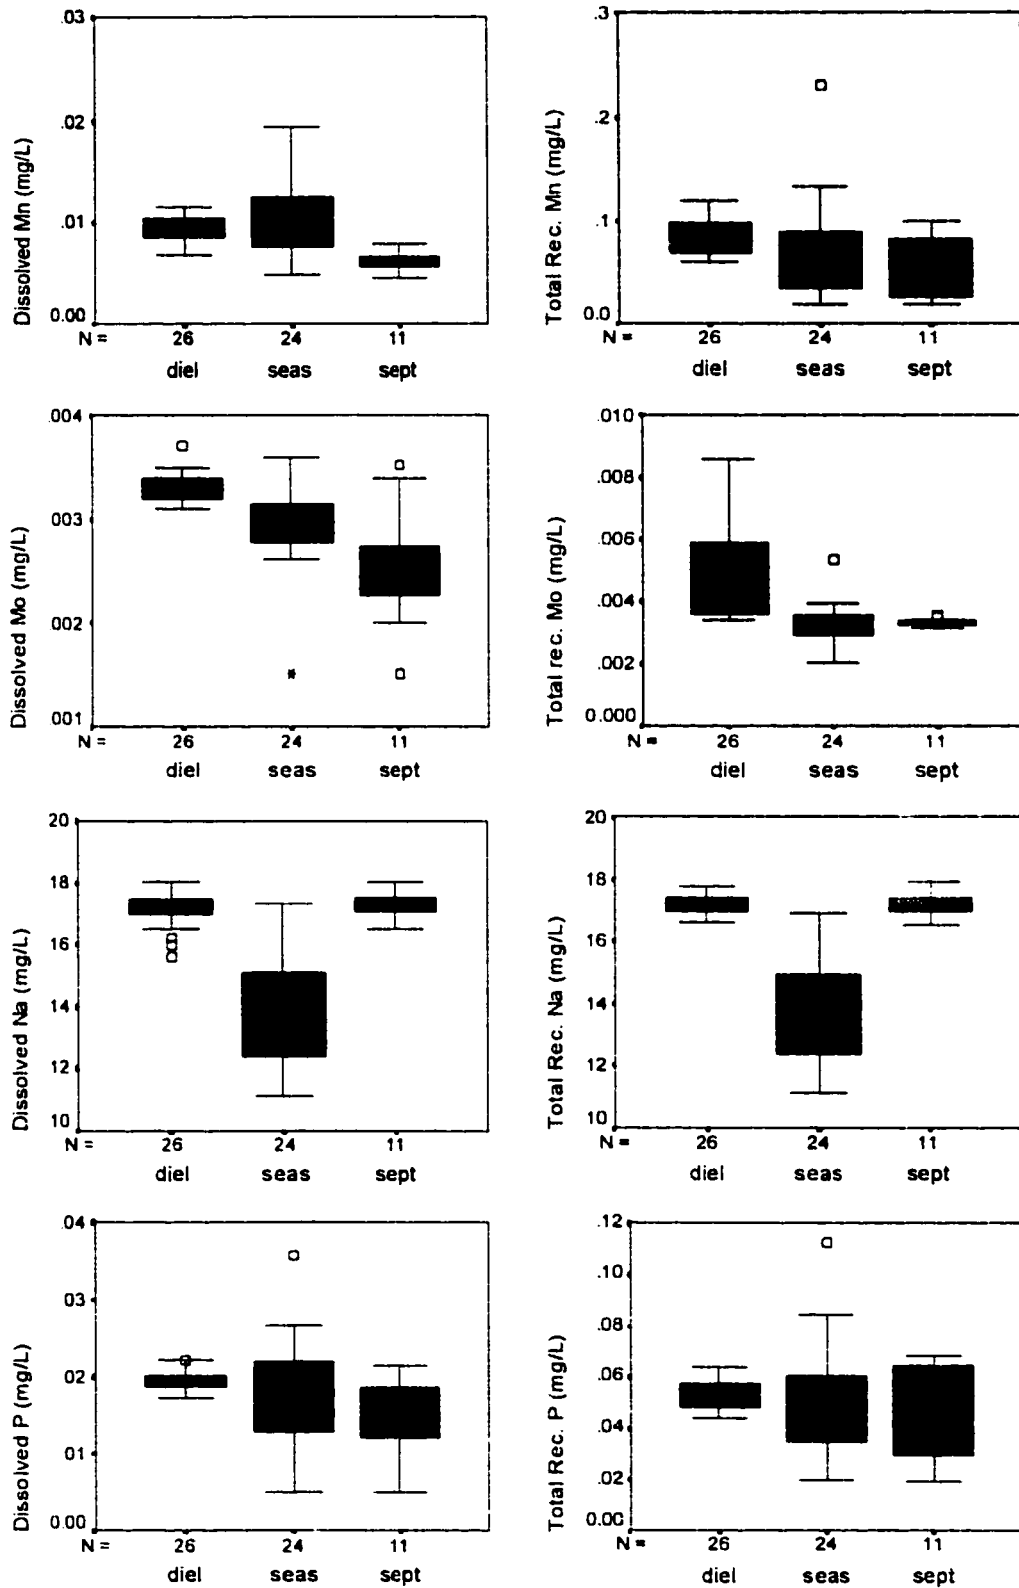 Dissolved Mn (mg/L)
.03
.02
.01
0.00
N = 26 24 11
diel seas sept
Total Rec. Mn (mg/L)
.3
.2
.1
0.0
N = 26 24 11
diel seas sept
Dissolved Mo (mg/L)
.004
.003
.002
.001
N = 26 24 11
diel seas sept
Total rec. Mo (mg/L)
.010
.008
.006
.004
.002
0.000
N = 26 24 11
diel seas sept
Dissolved Na (mg/L)
20
18
16
14
12
10
N = 26 24 11
diel seas sept
Total Rec. Na (mg/L)
20
18
16
14
12
10
N = 26 24 11
diel seas sept
Dissolved P (mg/L)
.04
.03
.02
.01
0.00
N = 26 24 11
diel seas sept
Total Rec. P (mg/L)
.12
.10
.08
.06
.04
.02
0.00
N = 26 24 11
diel seas sept